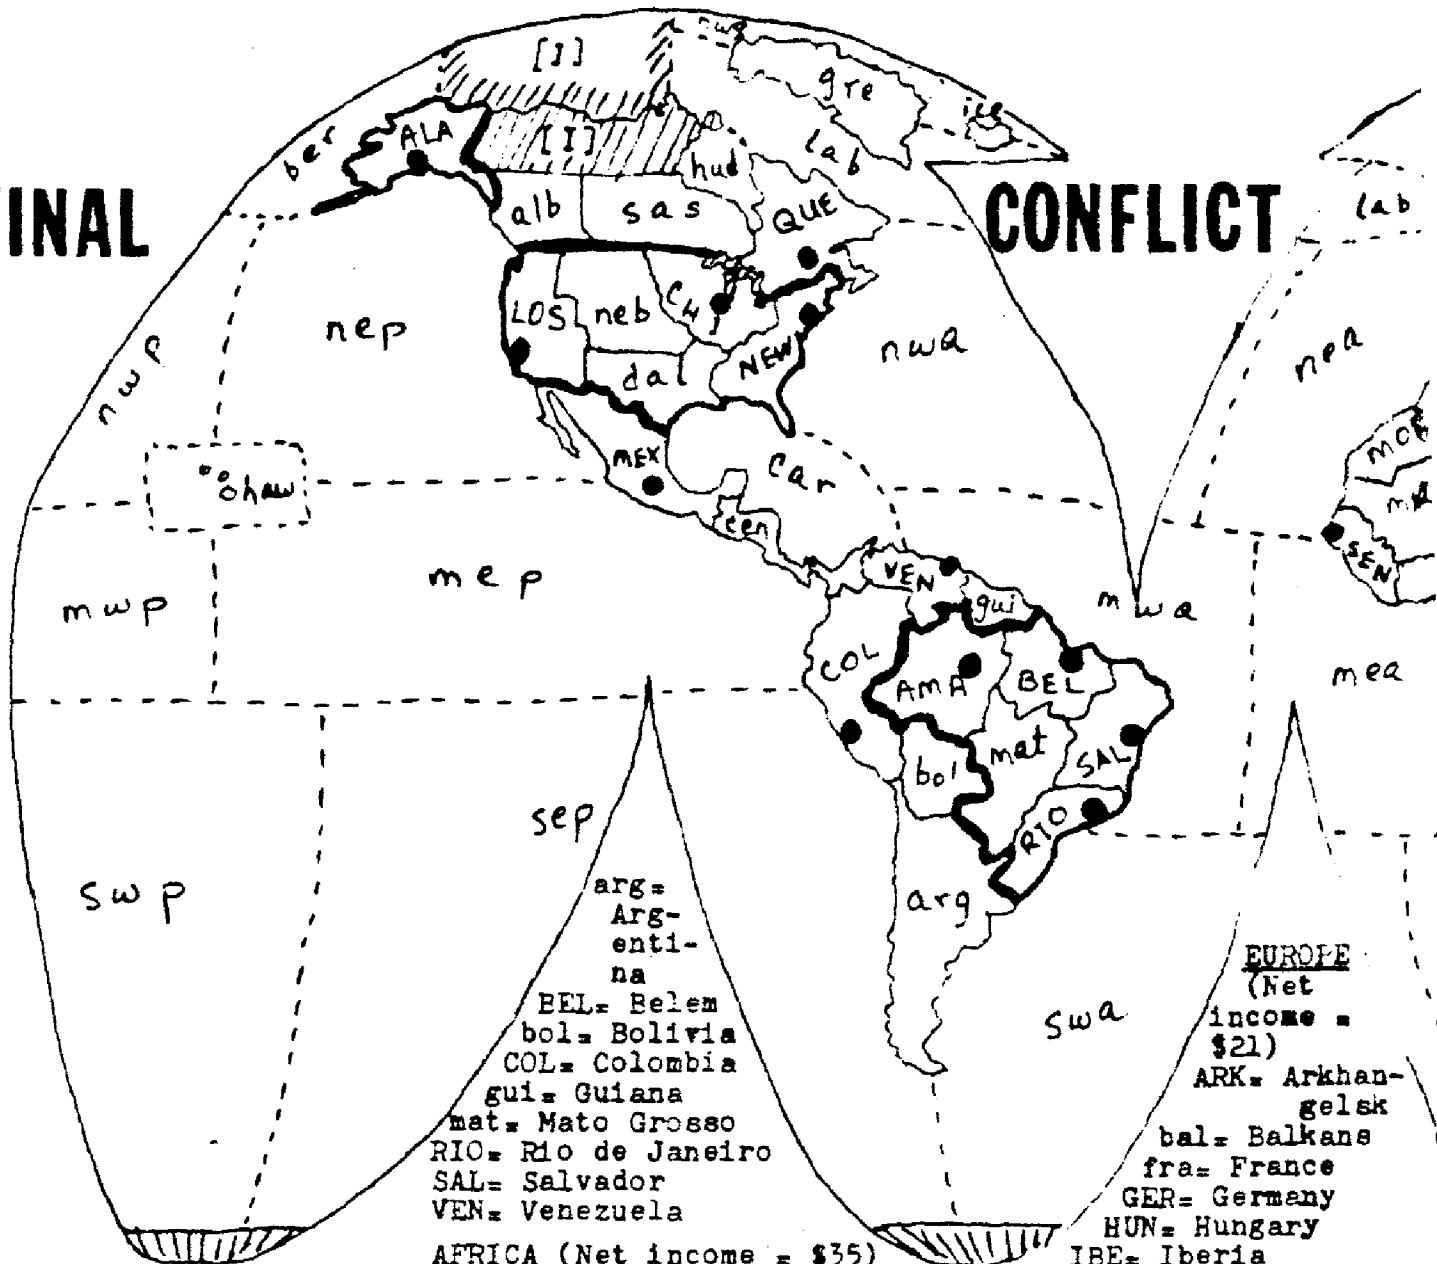 INAL
CONFLICT
[I]
nwp
gre
ice
ber
ALA
[I]
hud
lab
alb
sas
QUE
lab
LOS
neb
CH
NEW
dal
nep
nwp
nwa
nea
MEX
car
haw
cen
mor
SEN
mwp
mep
VEN
gui
mwa
COL
AMA
BEL
mea
bol
mat
SAL
RIO
sep
swp
arg
swa
arg=
Arg-
enti-
na
BEL= Belem
bol= Bolivia
COL= Colombia
gui= Guiana
mat= Mato Grosso
RIO= Rio de Janeiro
SAL= Salvador
VEN= Venezuela
AFRICA (Net income = $35)
EUROPE
(Net
income =
$21)
ARK= Arkhan-
gelsk
bal= Balkans
fra= France
GER= Germany
HUN= Hungary
IBE= Iberia